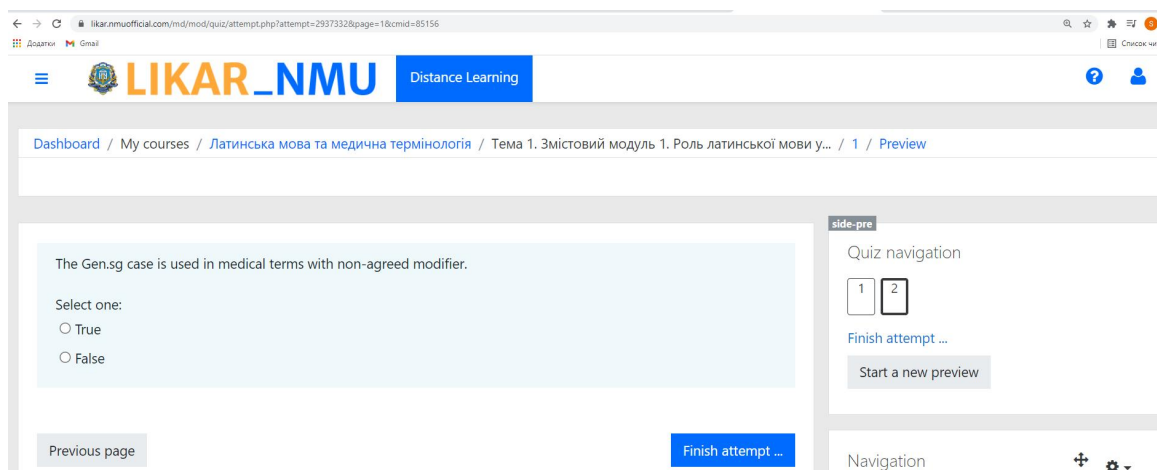 likar.nmuofficial.com/md/mod/quiz/attempt.php?attempt=2937332&page=1&cmid=85156
S
Додатки Gmail Список чи
LIKAR_NMU Distance Learning
Dashboard / My courses / Латинська мова та медична термінологія / Тема 1. Змістовий модуль 1. Роль латинської мови у... / 1 / Preview
The Gen.sg case is used in medical terms with non-agreed modifier.
Select one:
True
False
Previous page
Finish attempt ...
side-pre
Quiz navigation
1 2
Finish attempt ...
Start a new preview
Navigation